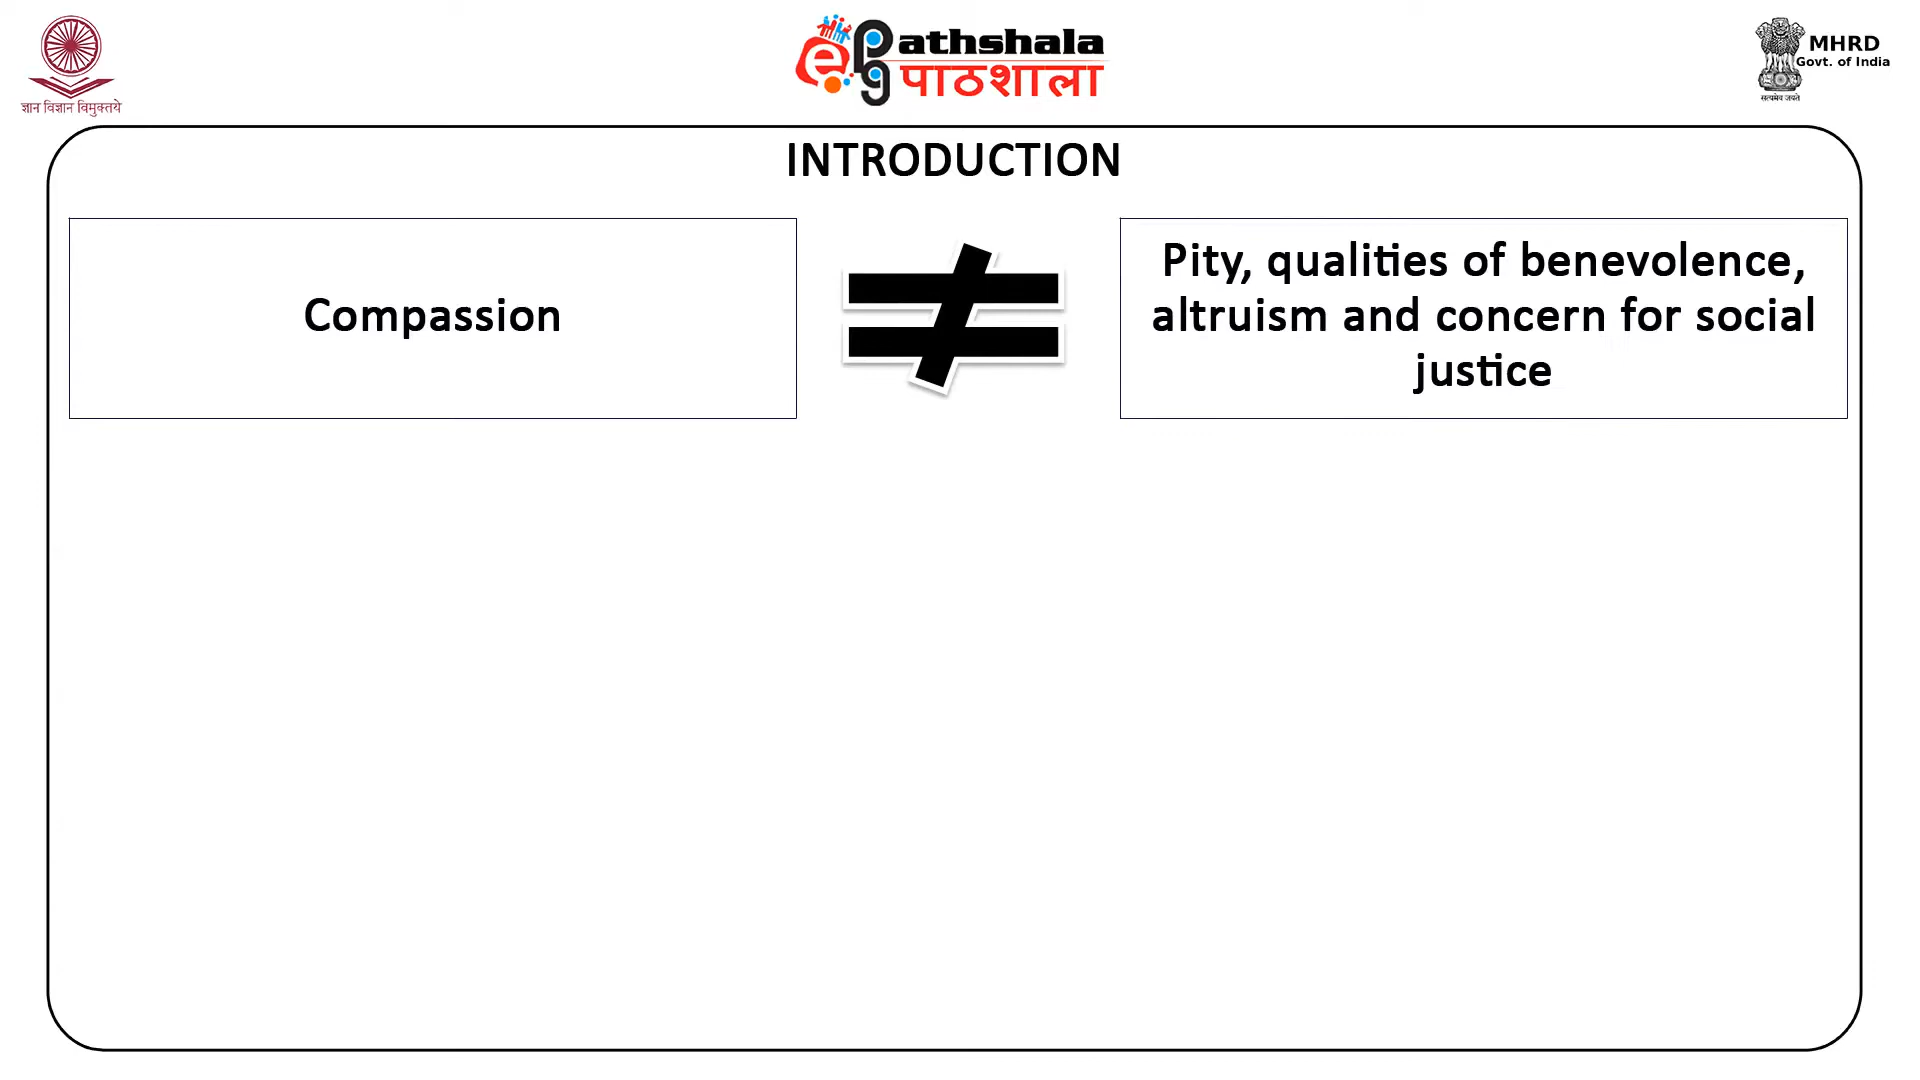 ज्ञान विज्ञान विमुक्तये
ePg Pathshala
पाठशाला
MHRD
Govt. of India
सत्यमेव जयते
INTRODUCTION
Compassion
≠
Pity, qualities of benevolence,
altruism and concern for social
justice